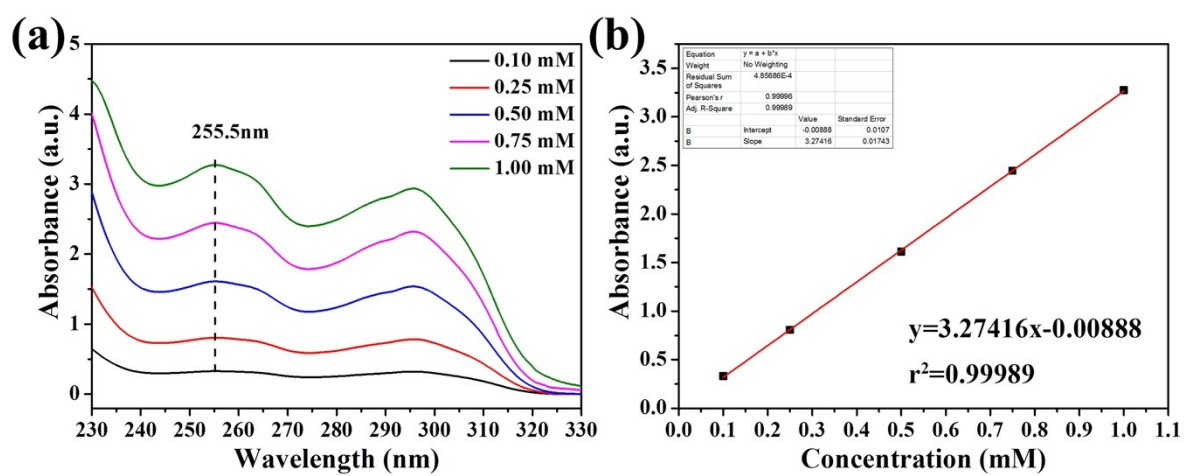 (a)
5
4
3
2
1
0
Absorbance (a.u.)
0.10 mM
0.25 mM
0.50 mM
0.75 mM
1.00 mM
255.5nm
230 240 250 260 270 280 290 300 310 320 330
Wavelength (nm)
(b)
3.5
3.0
2.5
2.0
1.5
1.0
0.5
0.0
Absorbance (a.u.)
Equation y = a + b*x
Weight No Weighting
Residual Sum of Squares 4.85686E-4
Pearson's r 0.99996
Adj. R-Square 0.99989
Value Standard Error
B Intercept -0.00888 0.0107
B Slope 3.27416 0.01743
y=3.27416x-0.00888
r²=0.99989
0.0 0.1 0.2 0.3 0.4 0.5 0.6 0.7 0.8 0.9 1.0 1.1
Concentration (mM)